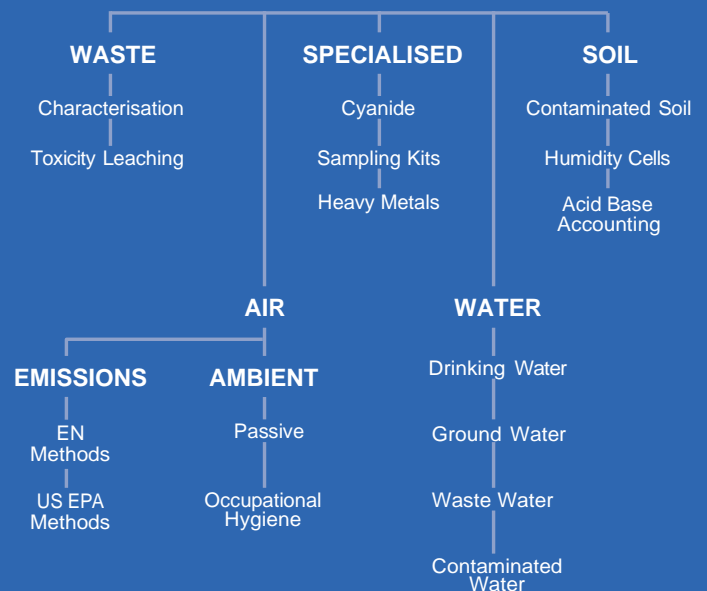 WASTE
Characterisation
Toxicity Leaching
SPECIALISED
Cyanide
Sampling Kits
Heavy Metals
SOIL
Contaminated Soil
Humidity Cells
Acid Base
Accounting
AIR
EMISSIONS
EN
Methods
US EPA
Methods
AMBIENT
Passive
Occupational
Hygiene
WATER
Drinking Water
Ground Water
Waste Water
Contaminated
Water